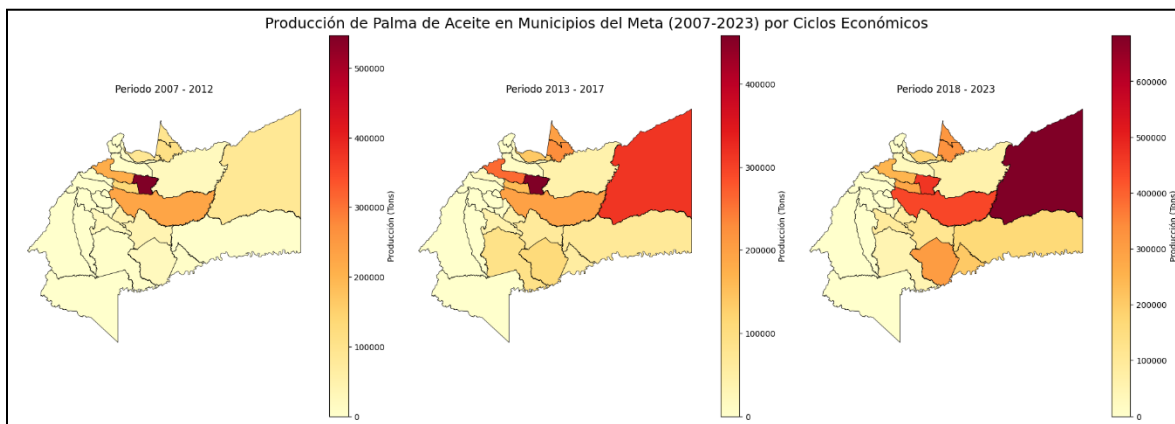 Producción de Palma de Aceite en Municipios del Meta (2007-2023) por Ciclos Económicos
Periodo 2007 - 2012
500000
400000
300000
200000
100000
0
Producción (Tons)
Periodo 2013 - 2017
400000
300000
200000
100000
0
Producción (Tons)
Periodo 2018 - 2023
600000
500000
400000
300000
200000
100000
0
Producción (Tons)